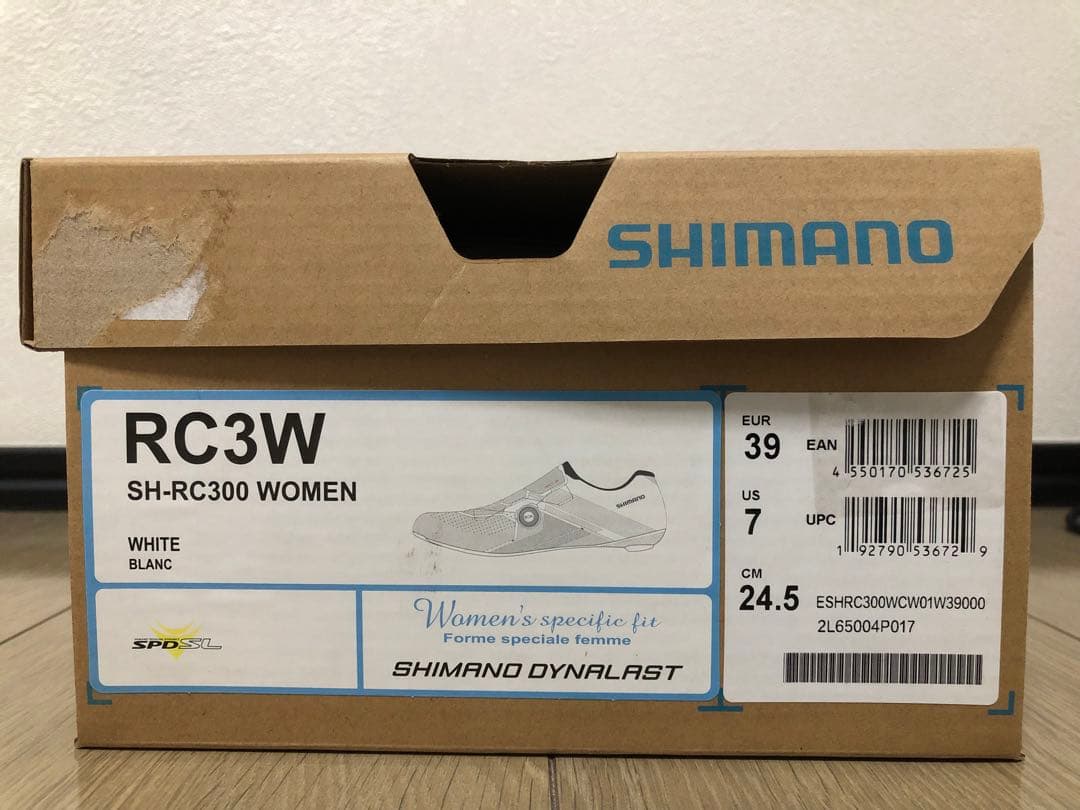 SHIMANO
RC3W
SH-RC300 WOMEN
WHITE
BLANC
SHIMANO
SPD-SL
Women's specific fit
Forme speciale femme
SHIMANO DYNALAST
EUR
39
EAN
4 550170 536725
US
7
UPC
1 92790 53672 9
CM
24.5
ESHRC300WCW01W39000
2L65004P017